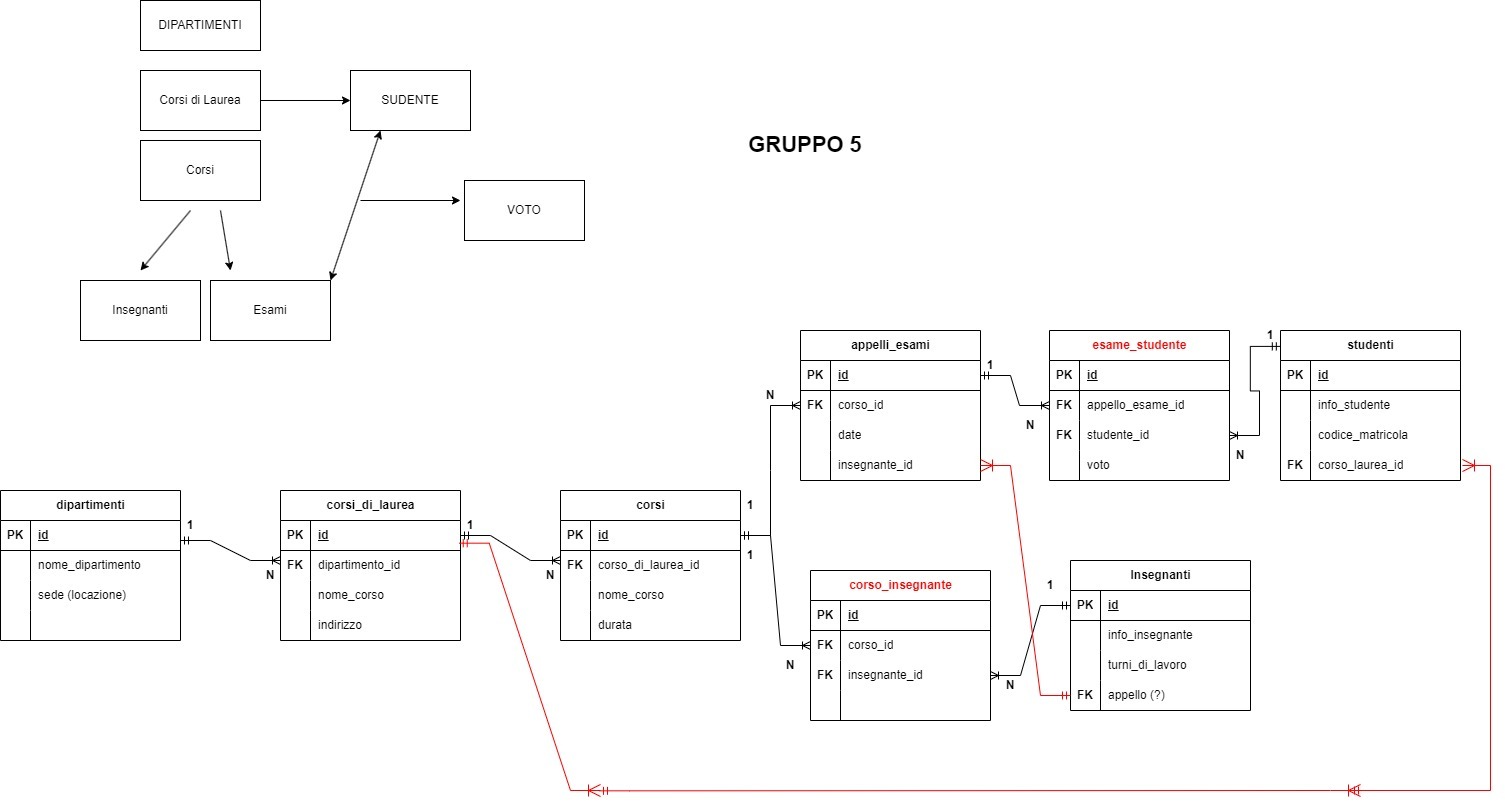 DIPARTIMENTI
Corsi di Laurea
SUDENTE
GRUPPO 5
Corsi
VOTO
Insegnanti
Esami
appelli_esami
PK id
FK corso_id
date
insegnante_id
1
N
N
esame_studente
PK id
FK appello_esame_id
FK studente_id
voto
1
N
studenti
PK id
info_studente
codice_matricola
FK corso_laurea_id
dipartimenti
PK id
nome_dipartimento
sede (locazione)
1
N
corsi_di_laurea
PK id
FK dipartimento_id
nome_corso
indirizzo
1
N
corsi
PK id
FK corso_di_laurea_id
nome_corso
durata
1
1
N
corso_insegnante
PK id
FK corso_id
FK insegnante_id
1
N
Insegnanti
PK id
info_insegnante
turni_di_lavoro
FK appello (?)